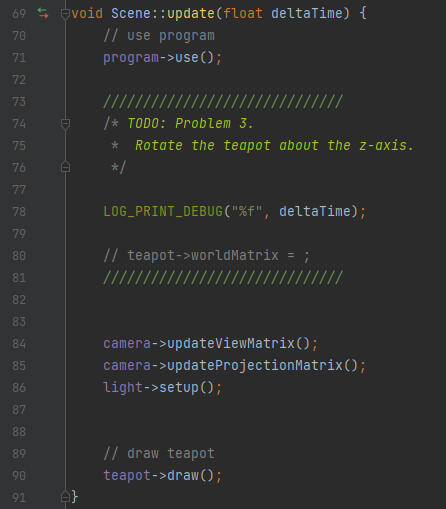 69 void Scene::update(float deltaTime) {
70 // use program
71 program->use();
72
73 //////////////////////////////
74 /* TODO: Problem 3.
75 * Rotate the teapot about the z-axis.
76 */
77
78 LOG_PRINT_DEBUG("%f", deltaTime);
79
80 // teapot->worldMatrix = ;
81 //////////////////////////////
82
83
84 camera->updateViewMatrix();
85 camera->updateProjectionMatrix();
86 light->setup();
87
88
89 // draw teapot
90 teapot->draw();
91 }